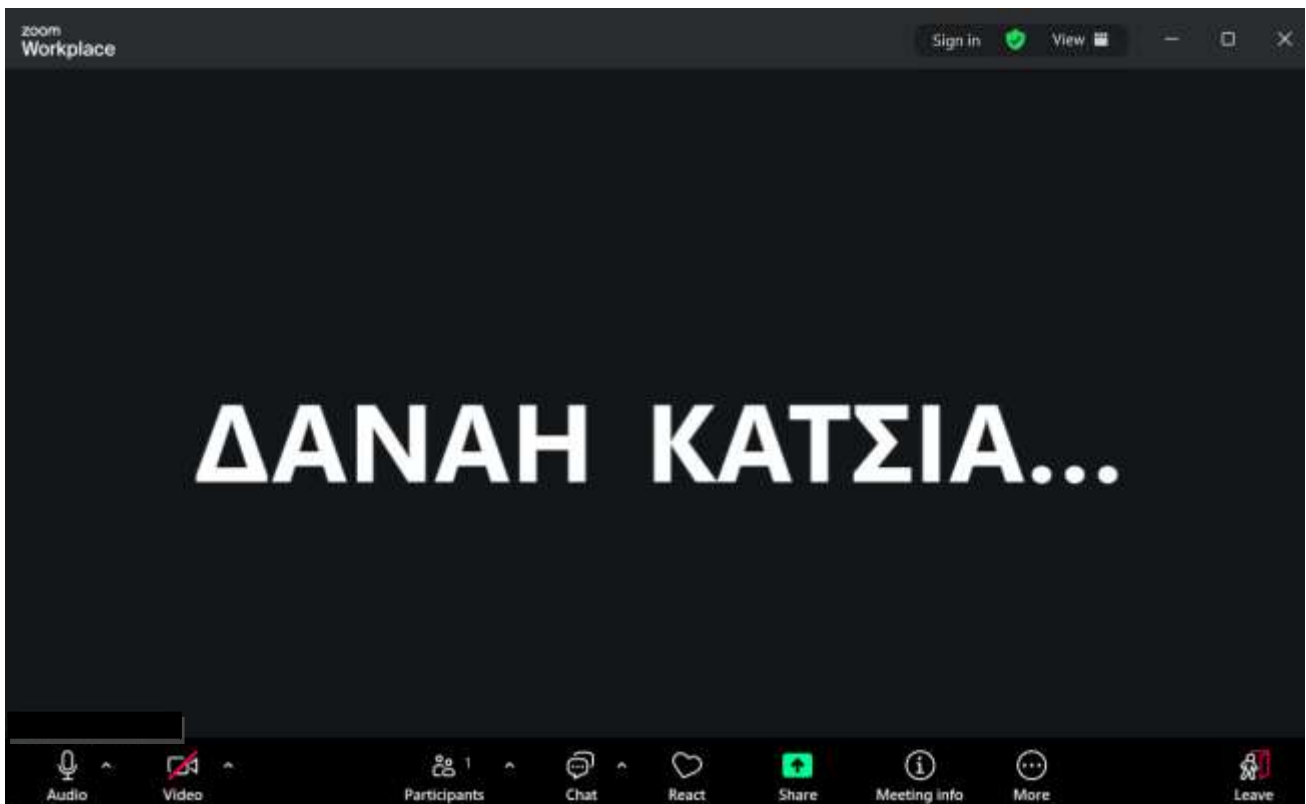 zoom
Workplace
Sign in View
ΔΑΝΑΗ ΚΑΤΣΙΑ...
1
Audio Video Participants Chat React Share Meeting info More Leave